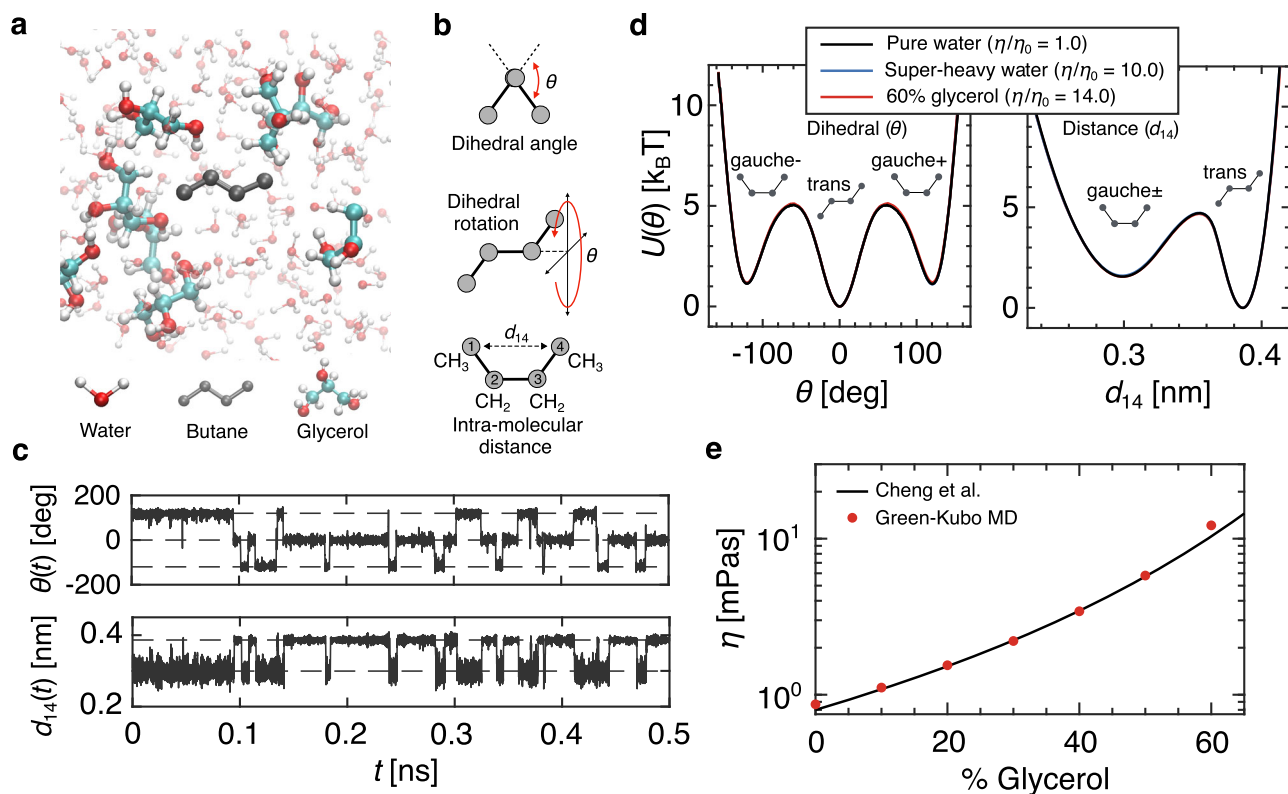 a
Water
Butane
Glycerol
b
θ
Dihedral angle
Dihedral
rotation
θ
d14
1
4
CH3
CH3
2
3
CH2
CH2
Intra-molecular
distance
c
θ(t) [deg]
200
0
-200
d14(t) [nm]
0.4
0.2
0
0.1
0.2
0.3
0.4
0.5
t [ns]
d
Pure water (η/η0 = 1.0)
Super-heavy water (η/η0 = 10.0)
60% glycerol (η/η0 = 14.0)
U(θ) [kBT]
10
5
0
Dihedral (θ)
gauche-
trans
gauche+
-100
0
100
θ [deg]
5
0
Distance (d14)
gauche±
trans
0.3
0.4
d14 [nm]
e
Cheng et al.
Green-Kubo MD
η [mPas]
10^1
10^0
0
20
40
60
% Glycerol